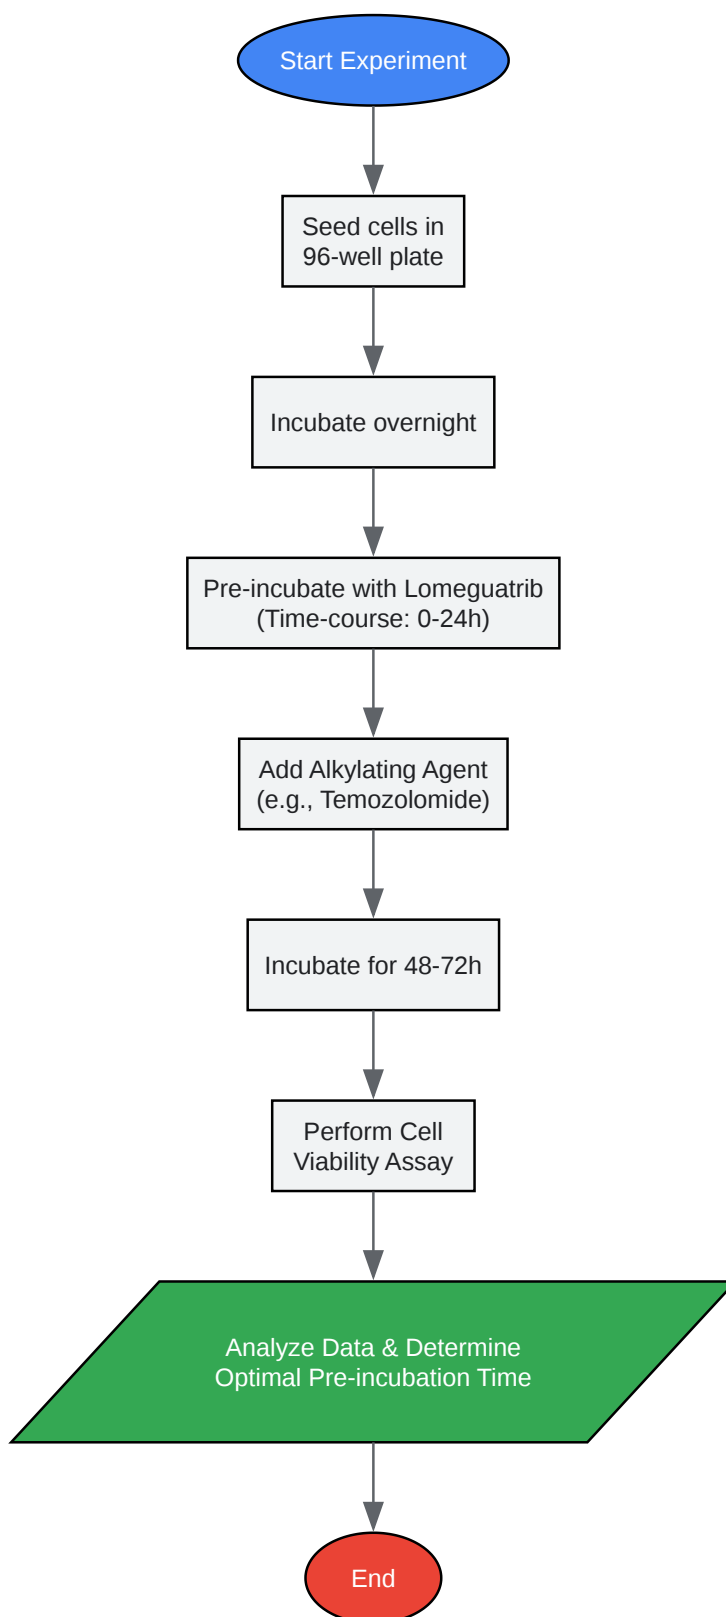 Start Experiment
Seed cells in
96-well plate
Incubate overnight
Pre-incubate with Lomeguatrib
(Time-course: 0-24h)
Add Alkylating Agent
(e.g., Temozolomide)
Incubate for 48-72h
Perform Cell
Viability Assay
Analyze Data & Determine
Optimal Pre-incubation Time
End